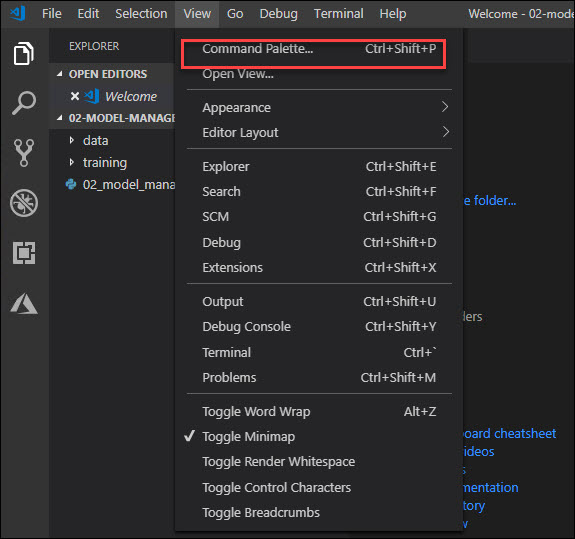 File Edit Selection View Go Debug Terminal Help Welcome - 02-mode
EXPLORER
OPEN EDITORS
Welcome
02-MODEL-MANAGE
data
training
02_model_mana
Command Palette... Ctrl+Shift+P
Open View...
Appearance
Editor Layout
Explorer Ctrl+Shift+E
Search Ctrl+Shift+F
SCM Ctrl+Shift+G
Debug Ctrl+Shift+D
Extensions Ctrl+Shift+X
Output Ctrl+Shift+U
Debug Console Ctrl+Shift+Y
Terminal Ctrl+`
Problems Ctrl+Shift+M
Toggle Word Wrap Alt+Z
Toggle Minimap
Toggle Render Whitespace
Toggle Control Characters
Toggle Breadcrumbs
e folder...
ders
board cheatsheet
videos
s
mentation
tory
w